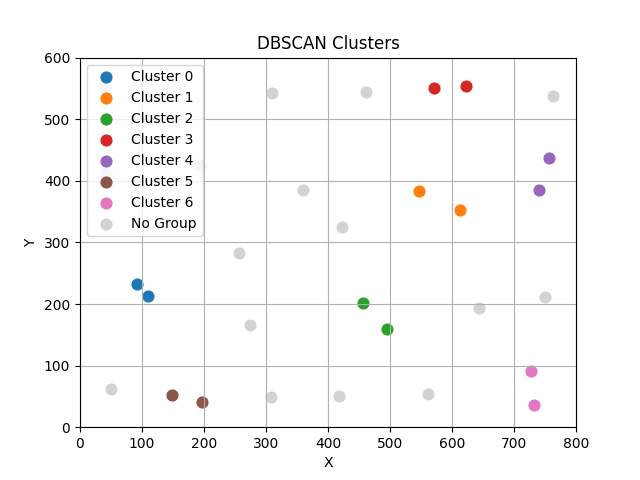 DBSCAN Clusters
600
500
400
300
200
100
0
Y
Cluster 0
Cluster 1
Cluster 2
Cluster 3
Cluster 4
Cluster 5
Cluster 6
No Group
0 100 200 300 400 500 600 700 800
X